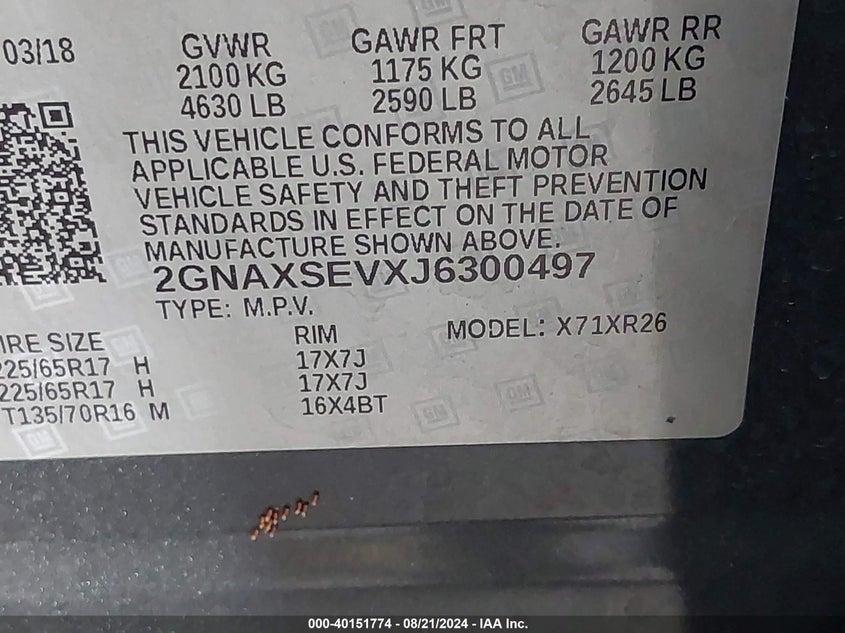 03/18
GVWR
2100 KG
4630 LB
GAWR FRT
1175 KG
2590 LB
GAWR RR
1200 KG
2645 LB
THIS VEHICLE CONFORMS TO ALL
APPLICABLE U.S. FEDERAL MOTOR
VEHICLE SAFETY AND THEFT PREVENTION
STANDARDS IN EFFECT ON THE DATE OF
MANUFACTURE SHOWN ABOVE.
2GNAXSEVXJ6300497
TYPE: M.P.V.
MODEL: X71XR26
IRE SIZE RIM
225/65R17 H 17X7J
225/65R17 H 17X7J
T135/70R16 M 16X4BT
000-40151774 - 08/21/2024 - IAA Inc.